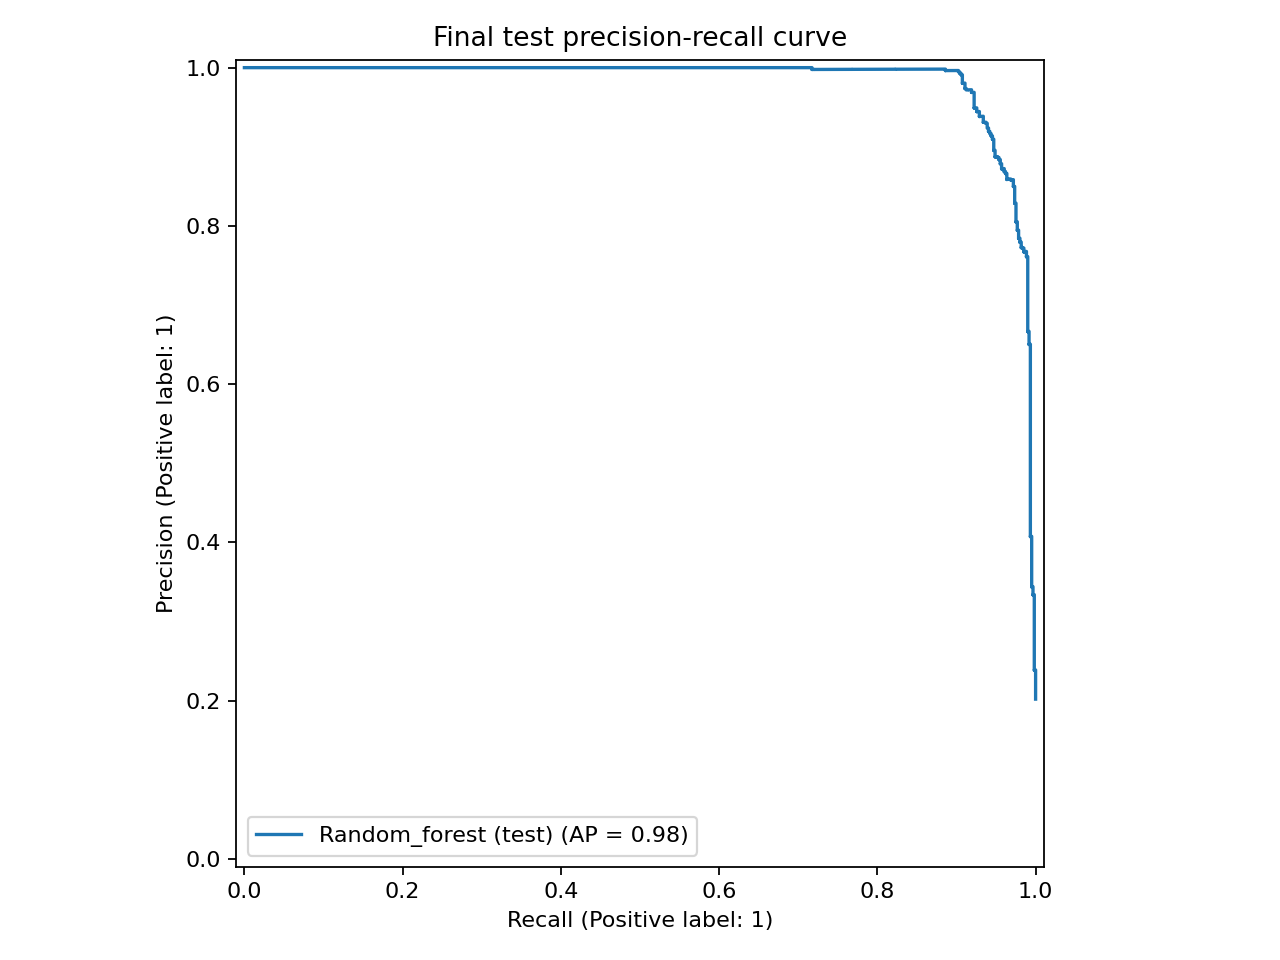 Final test precision-recall curve
1.0
0.8
0.6
0.4
0.2
0.0
Precision (Positive label: 1)
Random_forest (test) (AP = 0.98)
0.0 0.2 0.4 0.6 0.8 1.0
Recall (Positive label: 1)